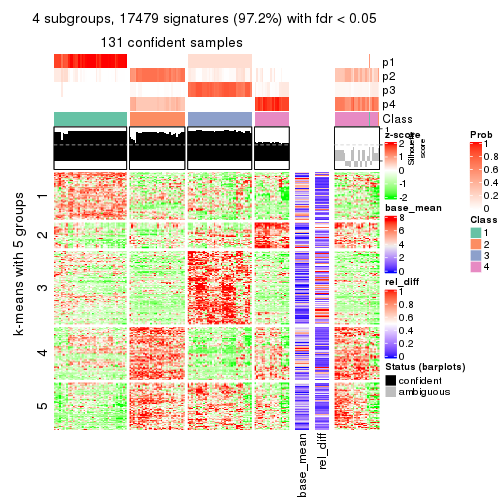 4 subgroups, 17479 signatures (97.2%) with fdr < 0.05
131 confident samples
p1
p2
p3
p4
Class
1
Silhouette
score
z-score
2
1
0
-1
-2
base_mean
8
6
4
2
0
rel_diff
1
0.8
0.6
0.4
0.2
0
Status (barplots)
confident
ambiguous
Prob
1
0.8
0.6
0.4
0.2
0
Class
1
2
3
4
k-means with 5 groups
1
2
3
4
5
base_mean
rel_diff